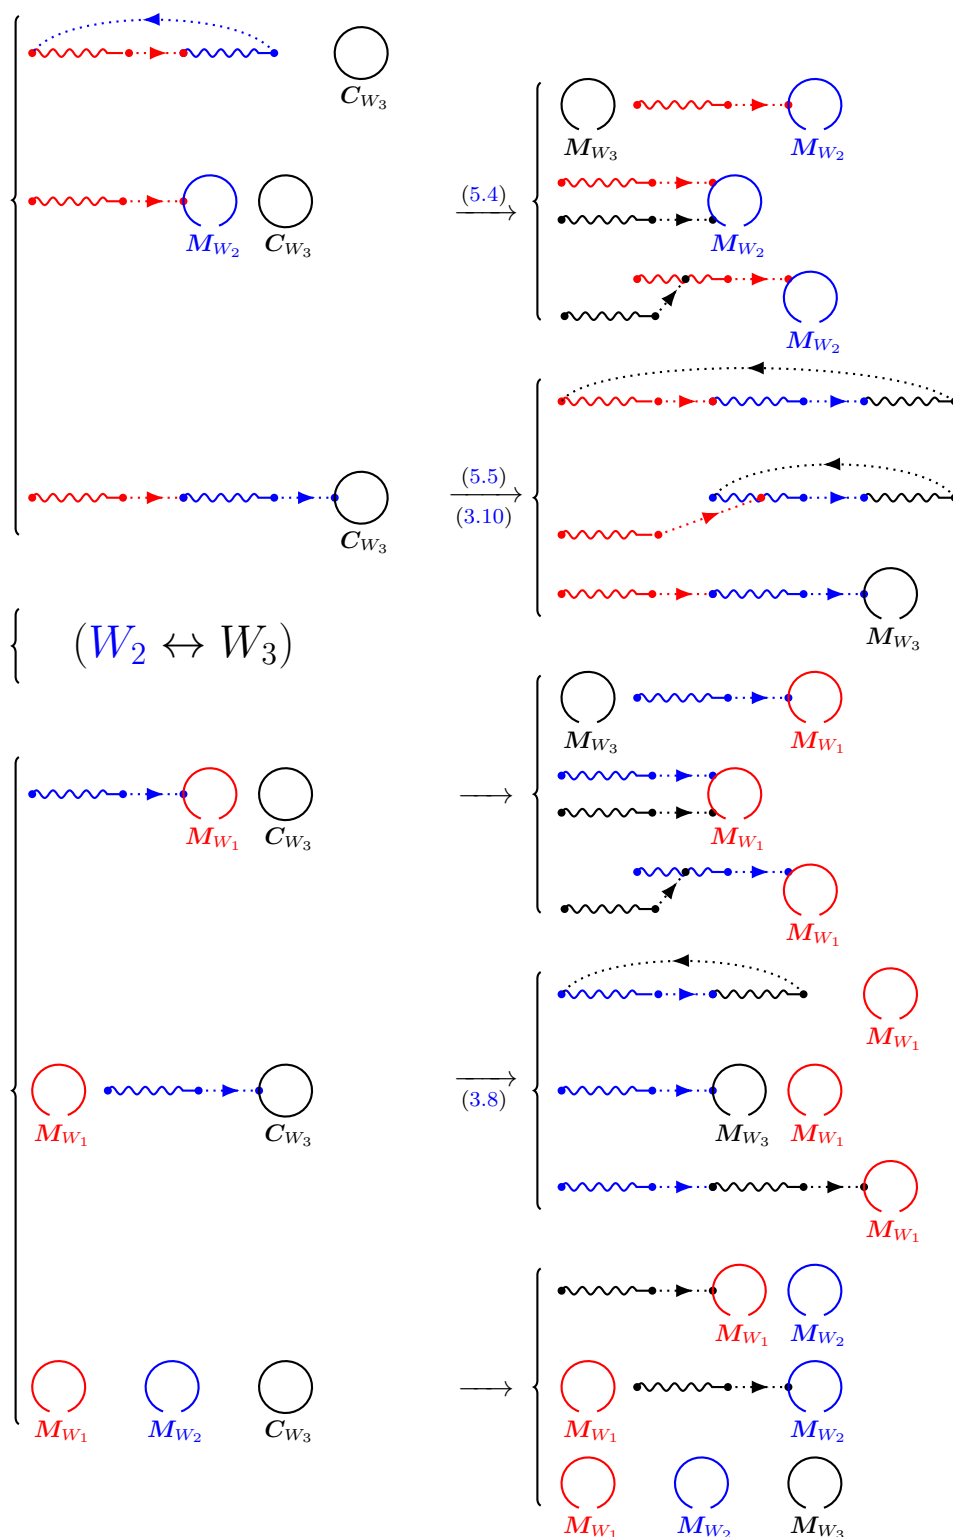 C_{W_3}
M_{W_3} M_{W_2}
M_{W_2} C_{W_3} (5.4) M_{W_2}
M_{W_2}
C_{W_3} (5.5) (3.10)
M_{W_3}
(W_2 ↔ W_3)
M_{W_3} M_{W_1}
M_{W_1} C_{W_3} M_{W_1}
M_{W_1}
M_{W_1}
M_{W_1} C_{W_3} (3.8) M_{W_3} M_{W_1}
M_{W_1}
M_{W_1} M_{W_2}
M_{W_1} M_{W_2} C_{W_3} M_{W_1} M_{W_2}
M_{W_1} M_{W_2} M_{W_3}